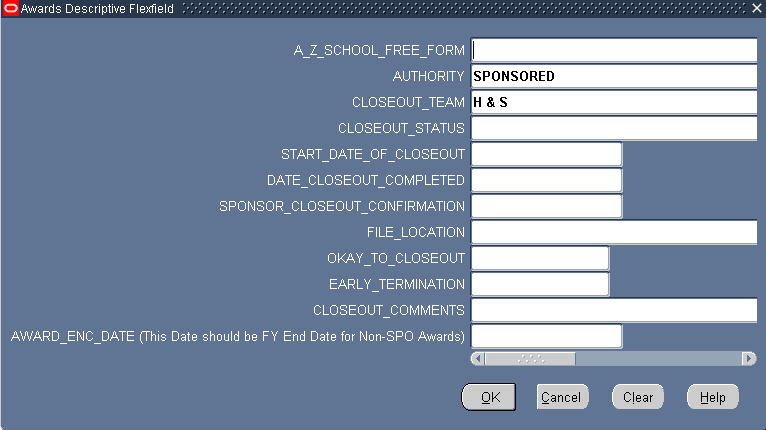 Awards Descriptive Flexfield
A_Z_SCHOOL_FREE_FORM
AUTHORITY SPONSORED
CLOSEOUT_TEAM H & S
CLOSEOUT_STATUS
START_DATE_OF_CLOSEOUT
DATE_CLOSEOUT_COMPLETED
SPONSOR_CLOSEOUT_CONFIRMATION
FILE_LOCATION
OKAY_TO_CLOSEOUT
EARLY_TERMINATION
CLOSEOUT_COMMENTS
AWARD_ENC_DATE (This Date should be FY End Date for Non-SPO Awards)
OK Cancel Clear Help